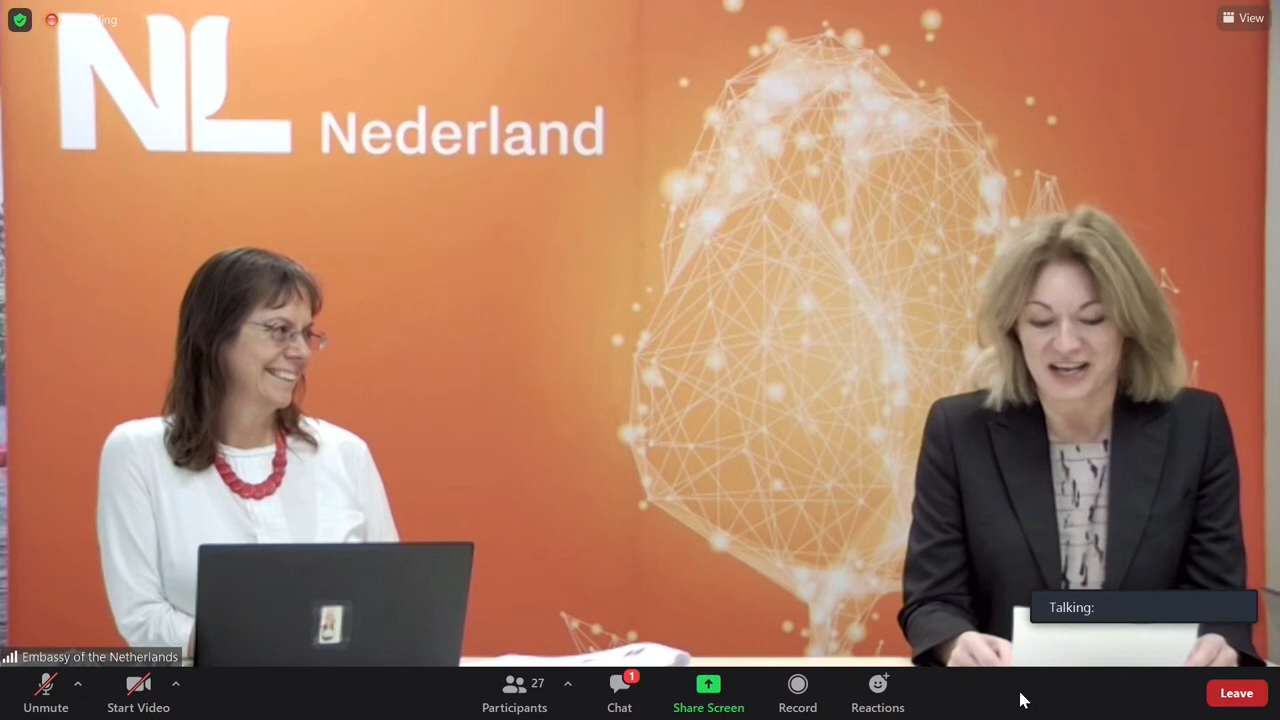 View
NL Nederland
Talking:
Embassy of the Netherlands
27
1
Unmute
Start Video
Participants
Chat
Share Screen
Record
Reactions
Leave